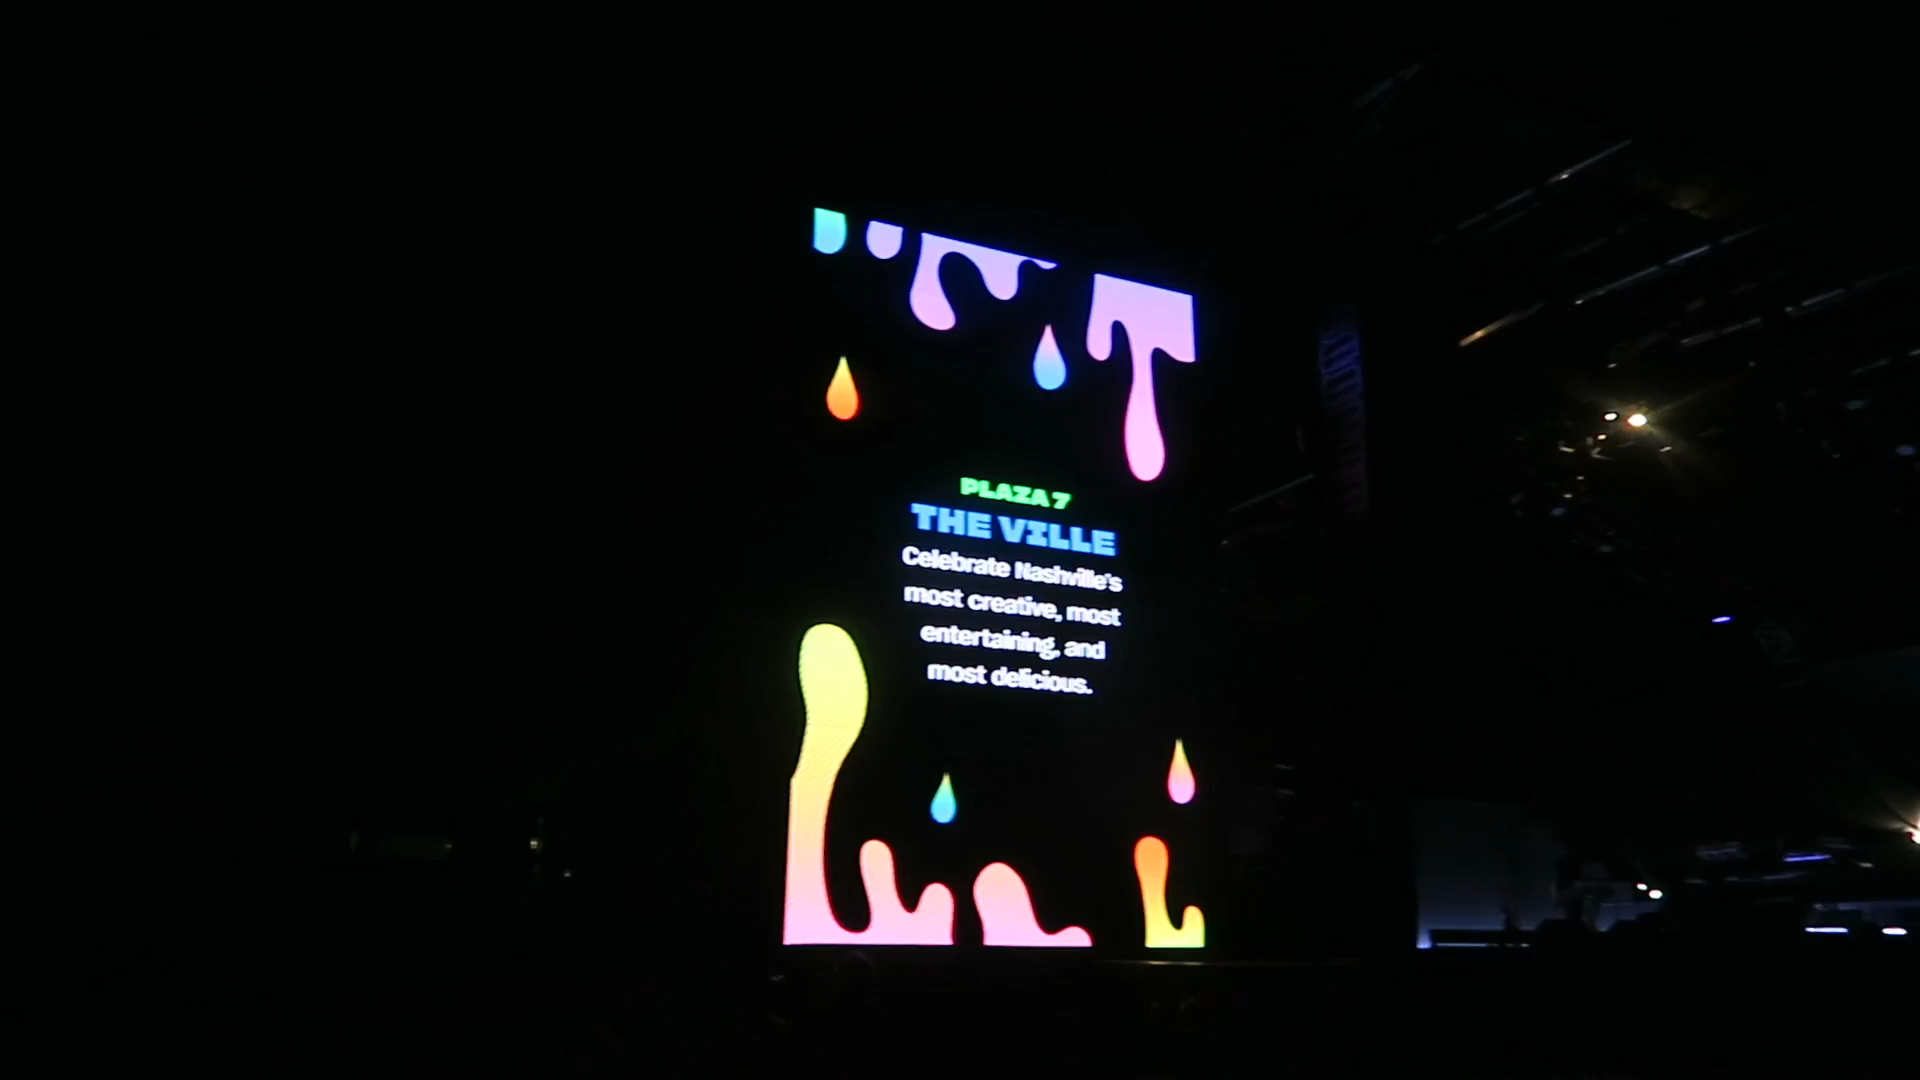 PLAZA 7
THE VILLE
Celebrate Nashville's
most creative, most
entertaining, and
most delicious.